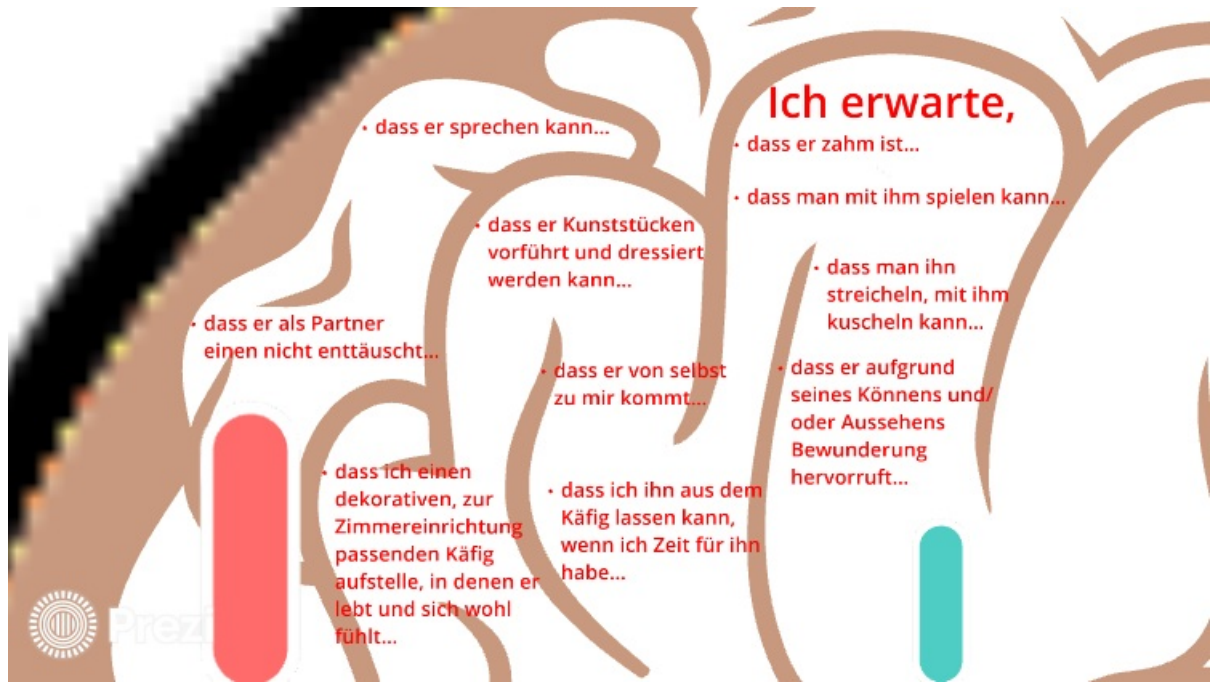 Ich erwarte,
• dass er zahm ist...
• dass man mit ihm spielen kann...
• dass man ihn
streicheln, mit ihm
kuscheln kann...
• dass er aufgrund
seines Könnens und/
oder Aussehens
Bewunderung
hervorruft...
• dass er sprechen kann...
• dass er Kunststücken
vorführt und dressiert
werden kann...
• dass er von selbst
zu mir kommt...
• dass ich ihn aus dem
Käfig lassen kann,
wenn ich Zeit für ihn
habe...
• dass er als Partner
einen nicht enttäuscht...
• dass ich einen
dekorativen, zur
Zimmereinrichtung
passenden Käfig
aufstelle, in denen er
lebt und sich wohl
fühlt...
Prezi